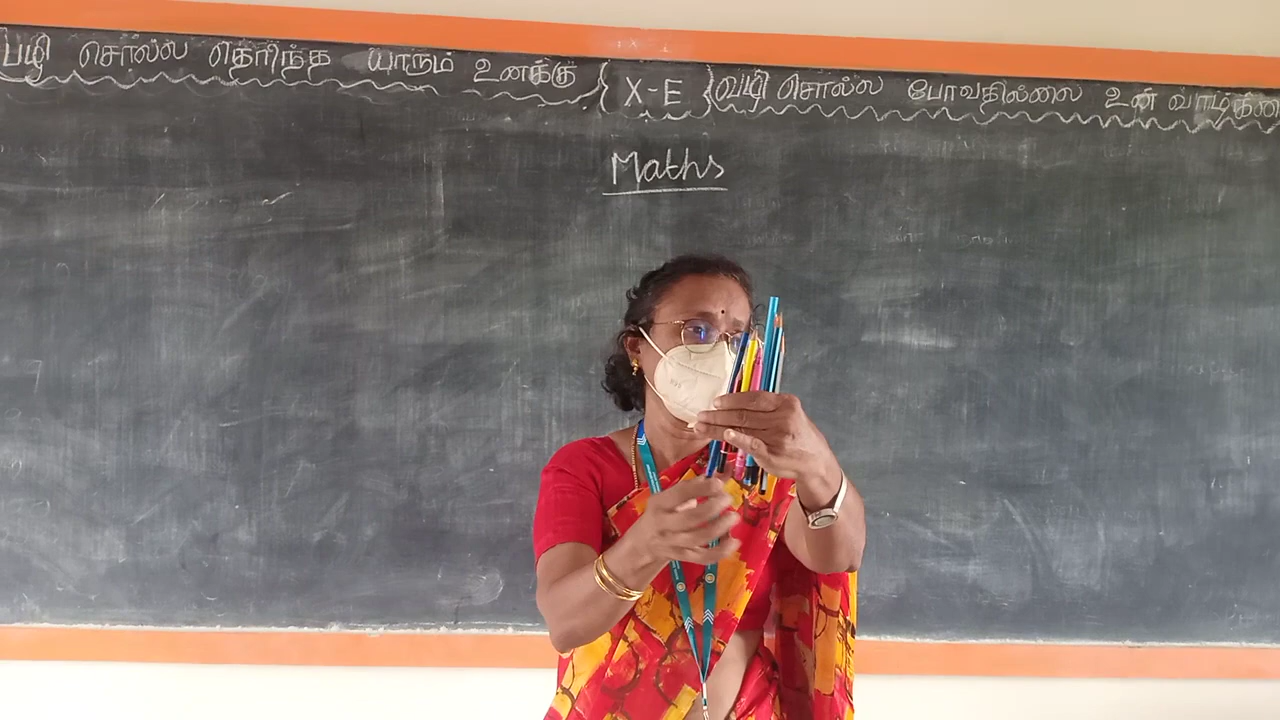 பழி சொல்ல தெரிந்த யாரும் உனக்கு { X-E } வழி சொல்ல போவதில்லை உன்
Maths